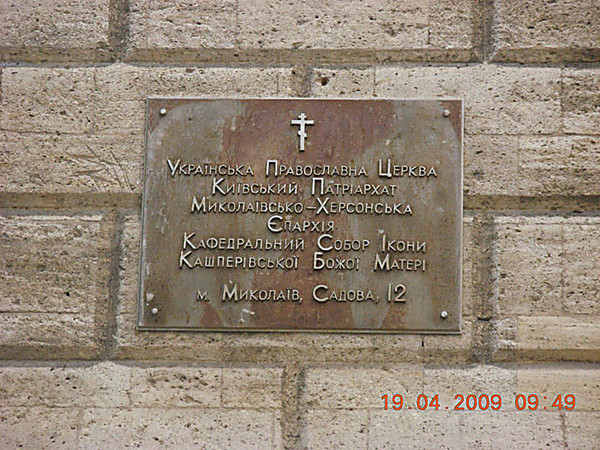 Українська Православна Церква
Київський Патріархат
Миколаївсько-Херсонська
Єпархія
Кафедральний Собор Ікони
Кашперівської Божої Матері
м. Миколаїв, Садова, 12
19.04.2009 09:49